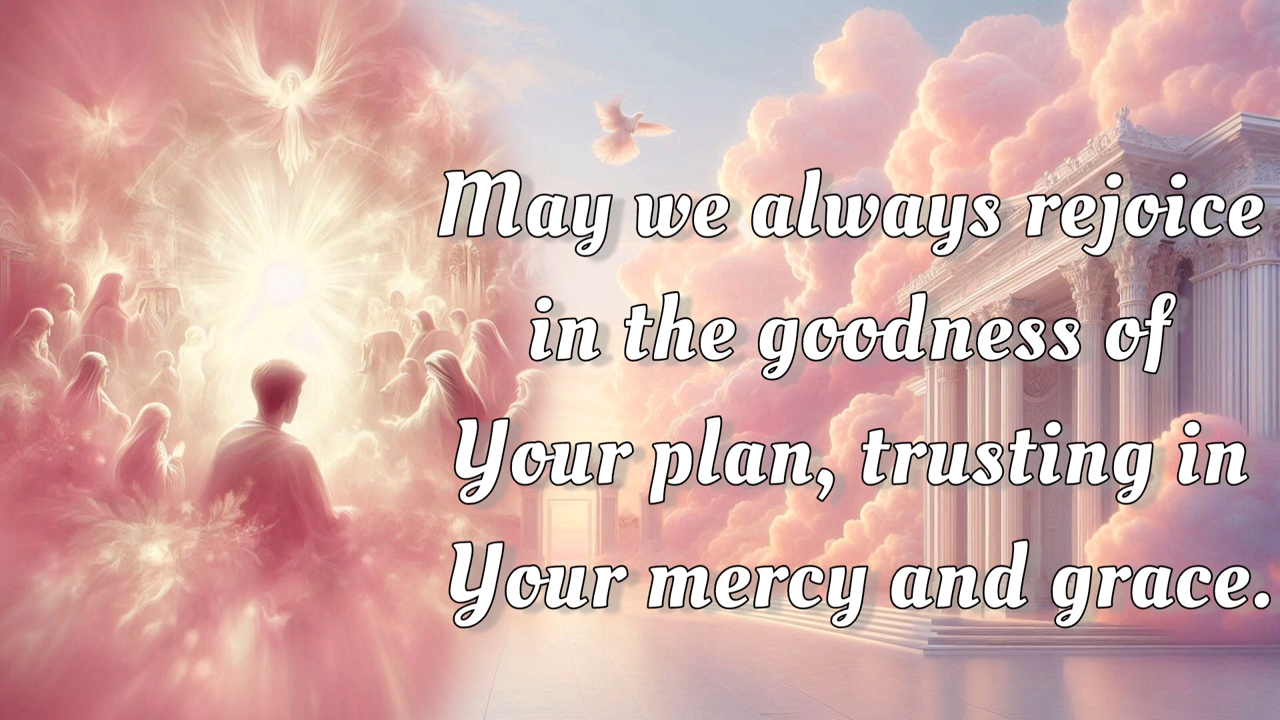 May we always rejoice
in the goodness of
Your plan, trusting in
Your mercy and grace.